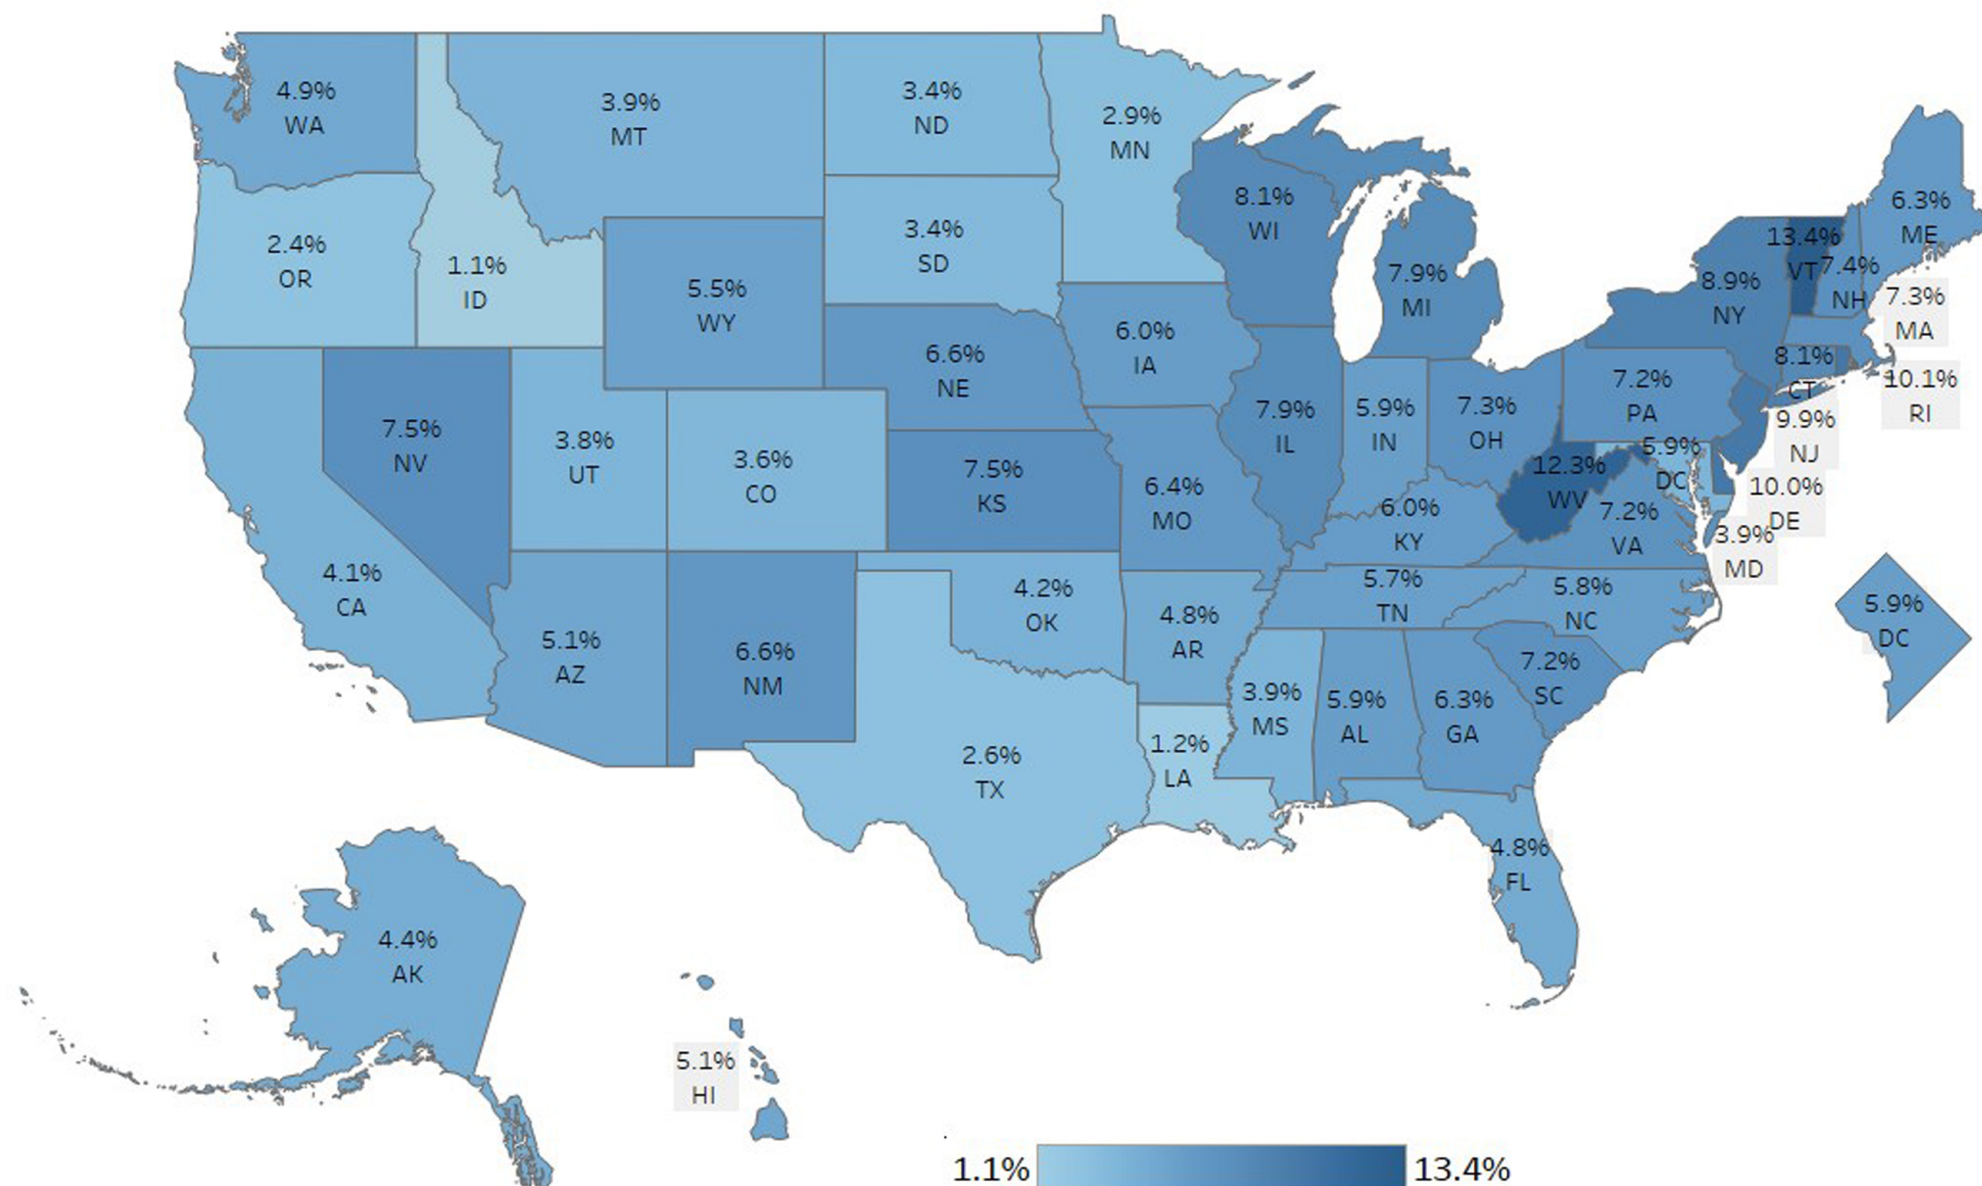 4.9%
WA
3.9%
MT
3.4%
ND
2.9%
MN
2.4%
OR
1.1%
ID
5.5%
WY
3.4%
SD
8.1%
WI
7.9%
MI
13.4%
VT
7.4%
NH
6.3%
ME
8.9%
NY
7.3%
MA
8.1%
CT
10.1%
RI
7.5%
NV
3.8%
UT
3.6%
CO
6.6%
NE
7.5%
KS
6.0%
IA
6.4%
MO
7.9%
IL
5.9%
IN
7.3%
OH
7.2%
PA
9.9%
NJ
12.3%
WV
5.9%
DC
10.0%
DE
3.9%
MD
6.0%
KY
7.2%
VA
4.1%
CA
5.1%
AZ
6.6%
NM
4.2%
OK
4.8%
AR
5.7%
TN
5.8%
NC
5.9%
DC
2.6%
TX
1.2%
LA
3.9%
MS
5.9%
AL
6.3%
GA
7.2%
SC
4.8%
FL
4.4%
AK
5.1%
HI
1.1% 13.4%